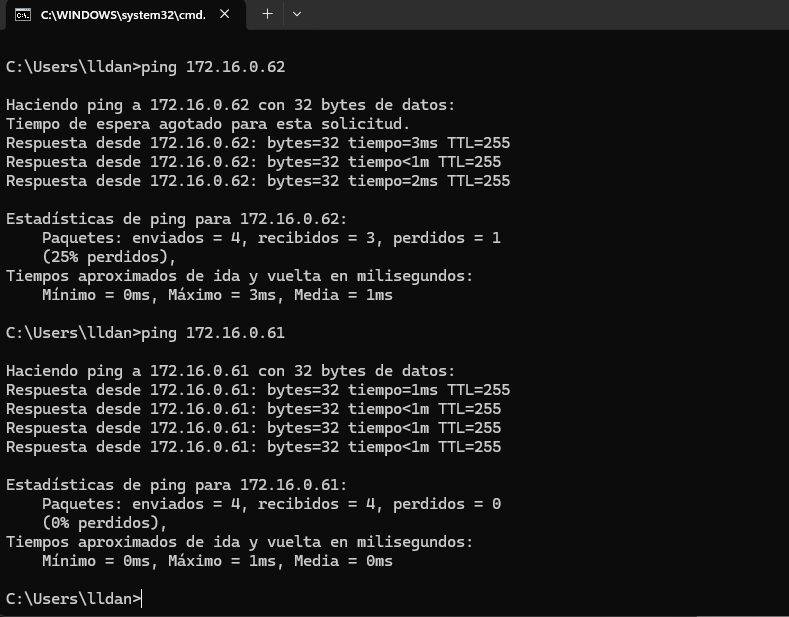 C:\WINDOWS\system32\cmd.
C:\Users\lldan>ping 172.16.0.62
Haciendo ping a 172.16.0.62 con 32 bytes de datos:
Tiempo de espera agotado para esta solicitud.
Respuesta desde 172.16.0.62: bytes=32 tiempo=3ms TTL=255
Respuesta desde 172.16.0.62: bytes=32 tiempo<1m TTL=255
Respuesta desde 172.16.0.62: bytes=32 tiempo=2ms TTL=255
Estadísticas de ping para 172.16.0.62:
Paquetes: enviados = 4, recibidos = 3, perdidos = 1
(25% perdidos),
Tiempos aproximados de ida y vuelta en milisegundos:
Mínimo = 0ms, Máximo = 3ms, Media = 1ms
C:\Users\lldan>ping 172.16.0.61
Haciendo ping a 172.16.0.61 con 32 bytes de datos:
Respuesta desde 172.16.0.61: bytes=32 tiempo=1ms TTL=255
Respuesta desde 172.16.0.61: bytes=32 tiempo<1m TTL=255
Respuesta desde 172.16.0.61: bytes=32 tiempo<1m TTL=255
Respuesta desde 172.16.0.61: bytes=32 tiempo<1m TTL=255
Estadísticas de ping para 172.16.0.61:
Paquetes: enviados = 4, recibidos = 4, perdidos = 0
(0% perdidos),
Tiempos aproximados de ida y vuelta en milisegundos:
Mínimo = 0ms, Máximo = 1ms, Media = 0ms
C:\Users\lldan>